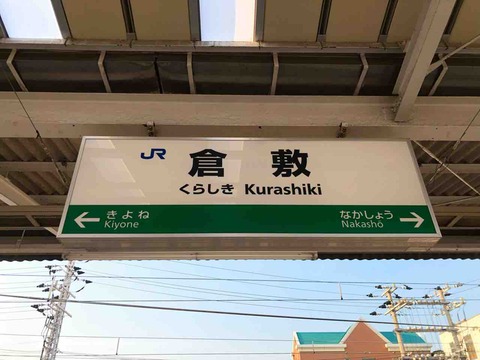 JR 倉敷
くらしき Kurashiki
← きよね なかしょう →
Kiyone Nakashō